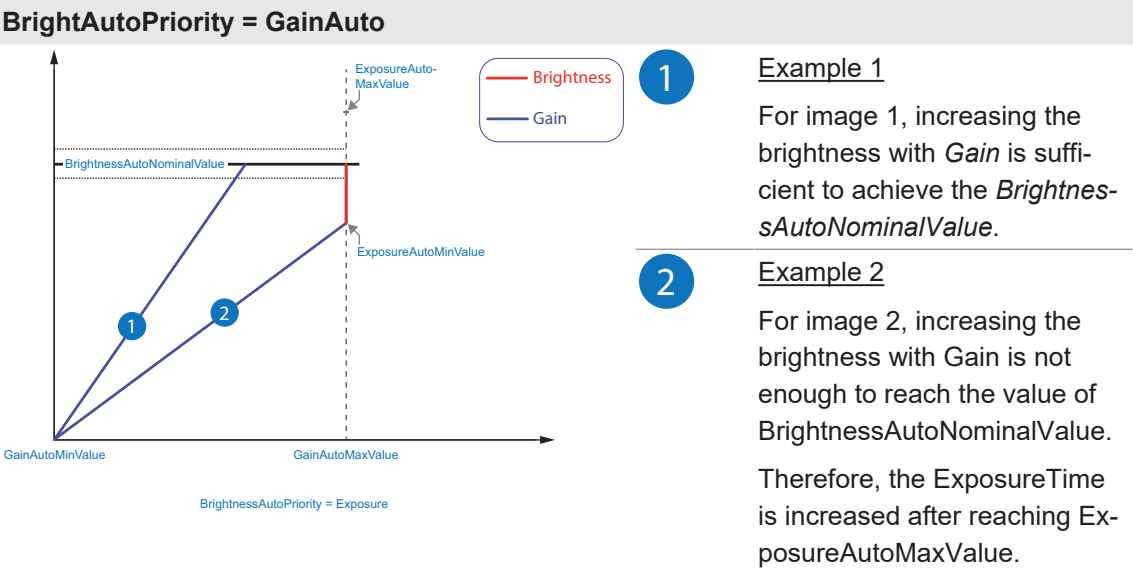 BrightAutoPriority = GainAuto
ExposureAuto-
MaxValue
Brightness
Gain
BrightnessAutoNominalValue
ExposureAutoMinValue
1
2
GainAutoMinValue
GainAutoMaxValue
BrightnessAutoPriority = Exposure
1
Example 1
For image 1, increasing the
brightness with Gain is suffi-
cient to achieve the Brightnes-
sAutoNominalValue.
2
Example 2
For image 2, increasing the
brightness with Gain is not
enough to reach the value of
BrightnessAutoNominalValue.
Therefore, the ExposureTime
is increased after reaching Ex-
posureAutoMaxValue.